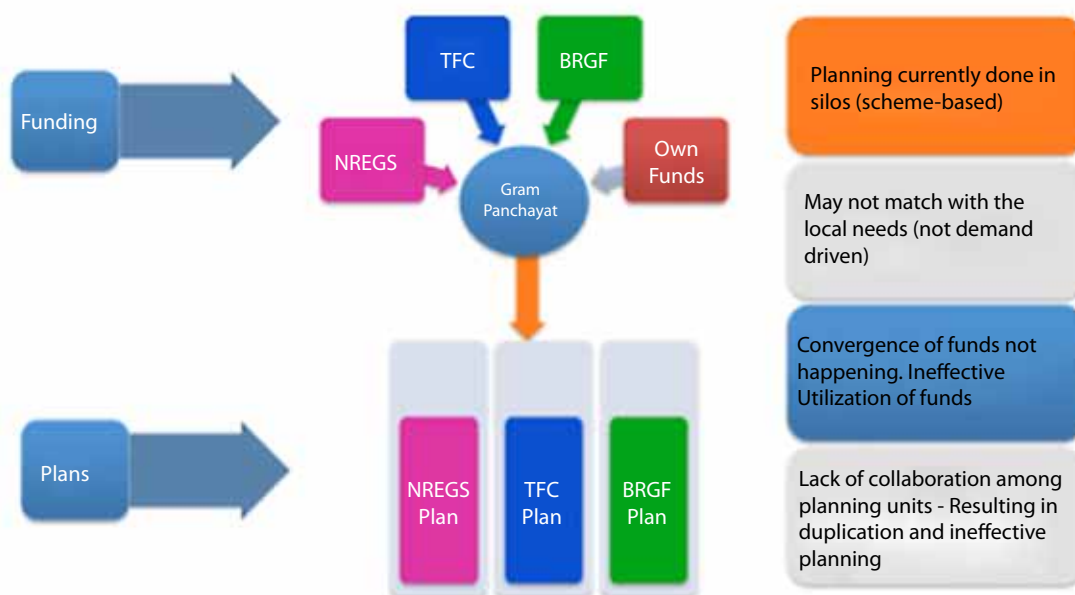 Funding
TFC
BRGF
NREGS
Own
Funds
Gram
Panchayat
Plans
NREGS
Plan
TFC
Plan
BRGF
Plan
Planning currently done in
silos (scheme-based)
May not match with the
local needs (not demand
driven)
Convergence of funds not
happening. Ineffective
Utilization of funds
Lack of collaboration among
planning units - Resulting in
duplication and ineffective
planning